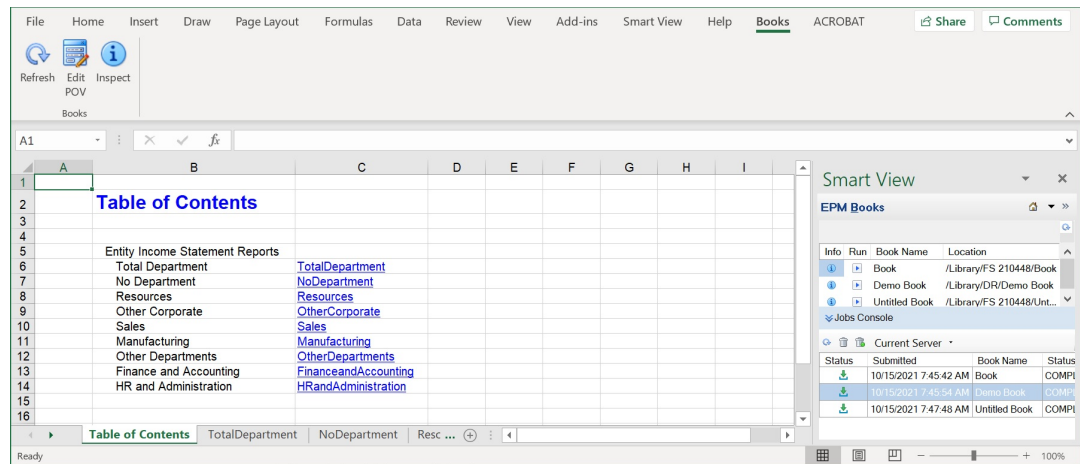 File Home Insert Draw Page Layout Formulas Data Review View Add-ins Smart View Help Books ACROBAT Share Comments
Refresh Edit POV Inspect
Books
A1 fx
A B C D E F G H I
1
2 Table of Contents
3
4
5 Entity Income Statement Reports
6 Total Department TotalDepartment
7 No Department NoDepartment
8 Resources Resources
9 Other Corporate OtherCorporate
10 Sales Sales
11 Manufacturing Manufacturing
12 Other Departments OtherDepartments
13 Finance and Accounting FinanceandAccounting
14 HR and Administration HRandAdministration
15
16
Table of Contents TotalDepartment NoDepartment Resc ...
Smart View
EPM Books
Info Run Book Name Location
Book /Library/FS 210448/Book
Demo Book /Library/DR/Demo Book
Untitled Book /Library/FS 210448/Unt...
Jobs Console
Current Server
Status Submitted Book Name Status
10/15/2021 7:45:42 AM Book COMPL
10/15/2021 7:45:54 AM Demo Book COMPL
10/15/2021 7:47:48 AM Untitled Book COMPL
Ready 100%